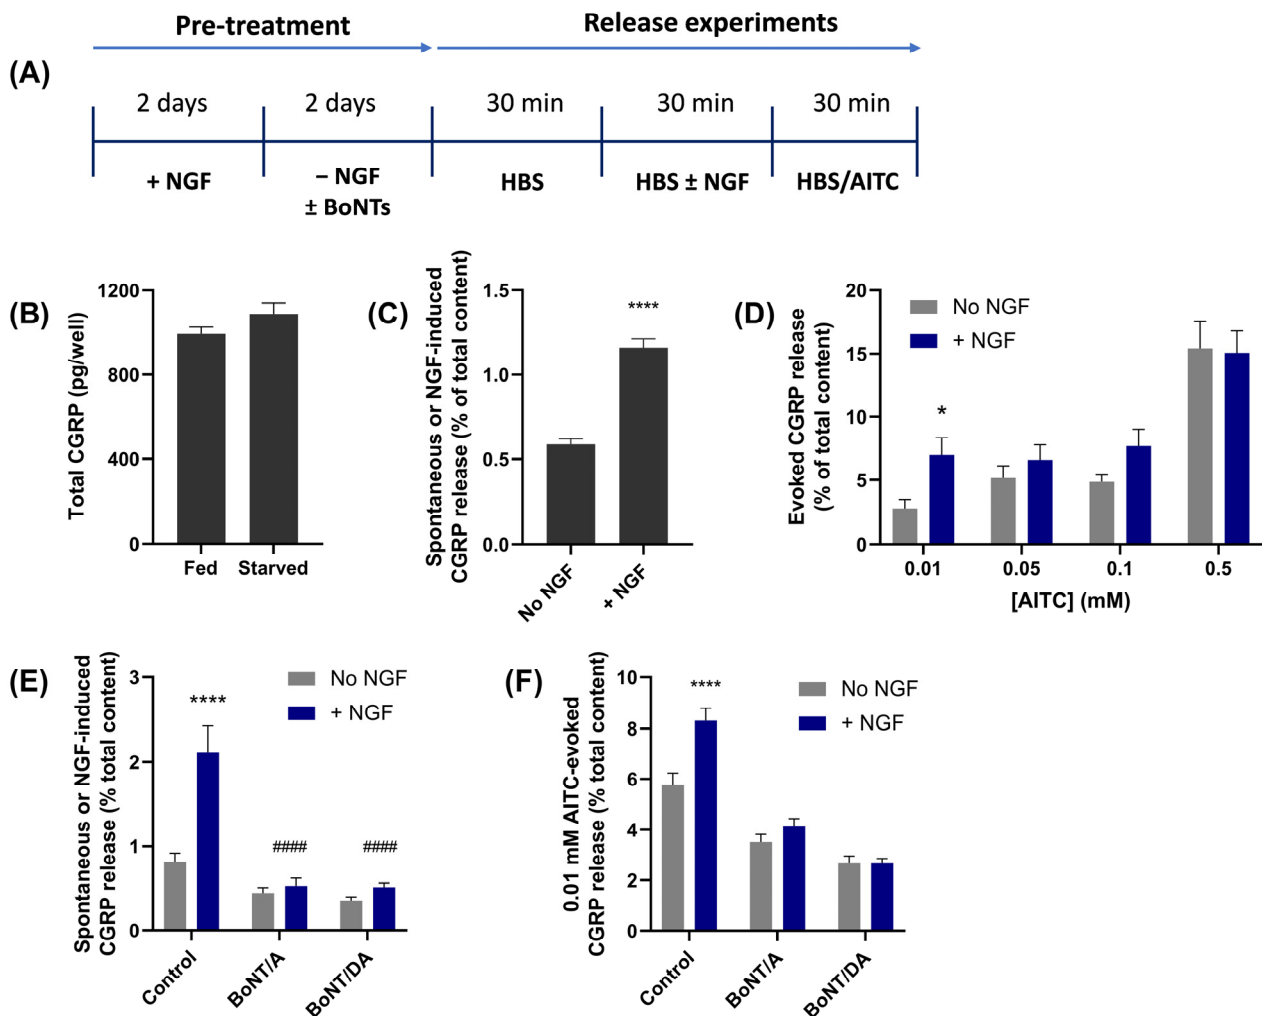 Pre-treatment
Release experiments
(A)
2 days
2 days
30 min
30 min
30 min
+ NGF
– NGF
± BoNTs
HBS
HBS ± NGF
HBS/AITC
(B)
Total CGRP (pg/well)
1200
800
400
0
Fed
Starved
(C)
Spontaneous or NGF-induced
CGRP release (% of total content)
1.5
1.0
0.5
0.0
****
No NGF
+ NGF
(D)
Evoked CGRP release
(% of total content)
20
15
10
5
0
No NGF
+ NGF
*
0.01
0.05
0.1
0.5
[AITC] (mM)
(E)
Spontaneous or NGF-induced
CGRP release (% total content)
3
2
1
0
No NGF
+ NGF
****
####
####
Control
BoNT/A
BoNT/DA
(F)
0.01 mM AITC-evoked
CGRP release (% total content)
10
8
6
4
2
0
****
No NGF
+ NGF
Control
BoNT/A
BoNT/DA